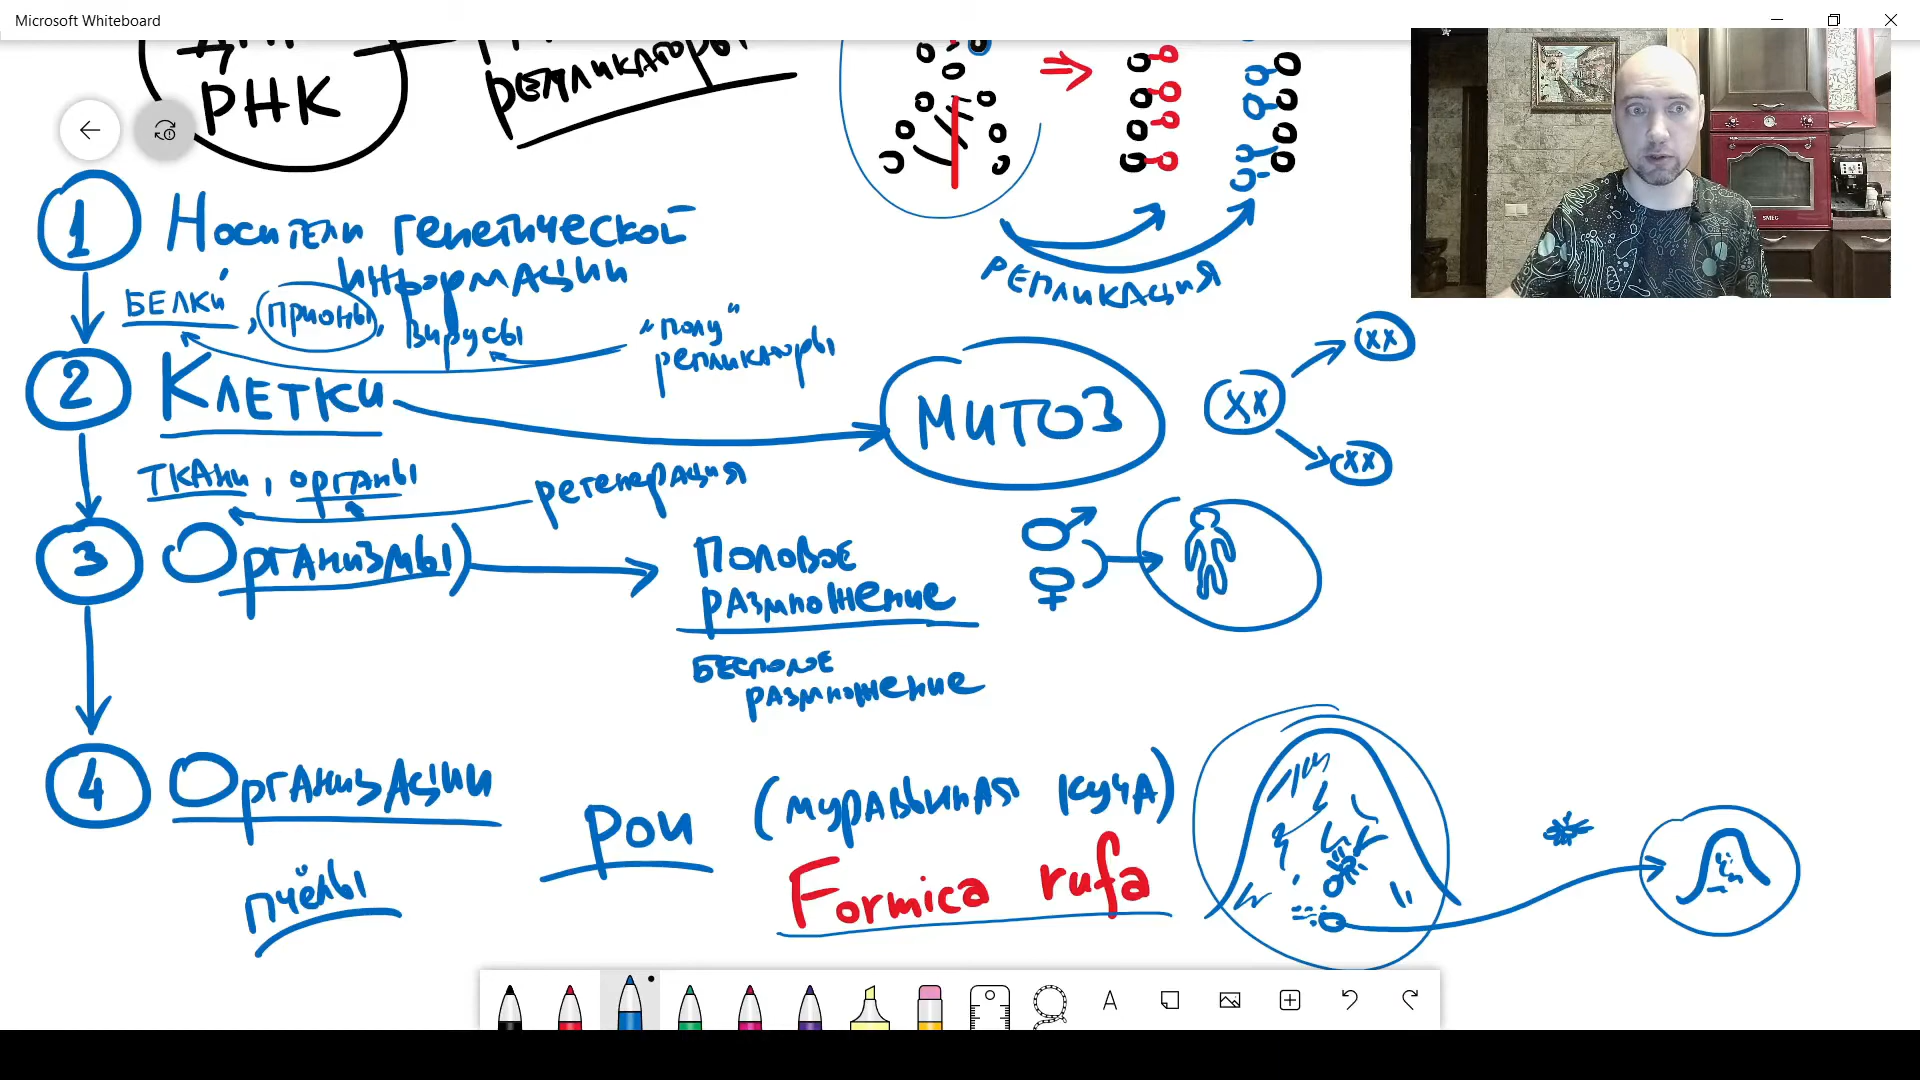 Microsoft Whiteboard
РНК
репликаторы
1 Носители генетической
информации
РЕПЛИКАЦИЯ
БЕЛКИ, Прионы, Вирусы
"Полу"
репликаторы
2 Клетки
МИТОЗ
XX
XX
XX
ТКАНИ, органы
регенерация
3 Организмы
Половое
размножение
Бесполое
размножение
4 Организации
Рои
(муравьиная куча)
Formica rufa
пчёлы
SMEG
A